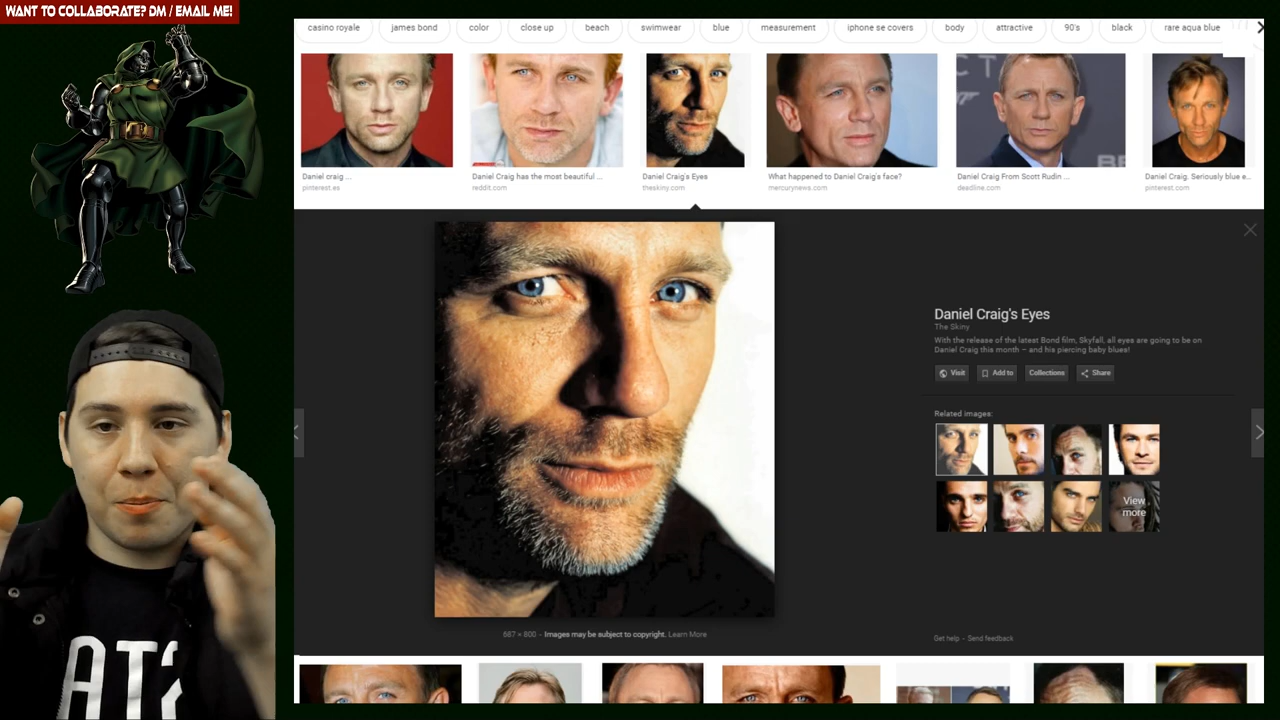 WANT TO COLLABORATE? DM / EMAIL ME!
casino royale
james bond
color
close up
beach
swimwear
blue
measurement
iphone se covers
body
attractive
90's
black
rare aqua blue
Daniel craig ...
pinterest.es
Daniel Craig has the most beautiful ...
reddit.com
Daniel Craig's Eyes
theskiny.com
What happened to Daniel Craig's face?
mercurynews.com
Daniel Craig From Scott Rudin ...
deadline.com
Daniel Craig. Seriously blue e...
pinterest.com
Daniel Craig's Eyes
The Skiny
With the release of the latest Bond film, Skyfall, all eyes are going to be on
Daniel Craig this month – and his piercing baby blues!
Visit
Add to
Collections
Share
Related images:
View
more
687 × 800 - Images may be subject to copyright. Learn More
Get help - Send feedback